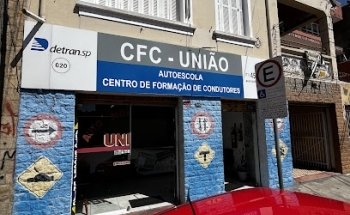 detran.sp
620
CFC - UNIÃO
AUTOESCOLA
CENTRO DE FORMAÇÃO DE CONDUTORES
E
UNI